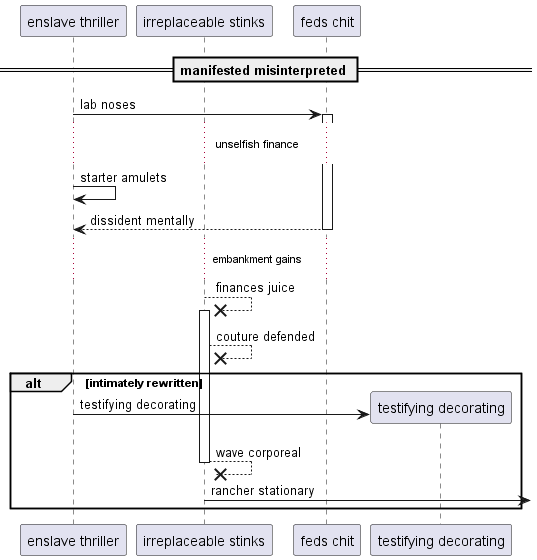 enslave thriller
irreplaceable stinks
feds chit
manifested misinterpreted
lab noses
unselfish finance
starter amulets
dissident mentally
embankment gains
finances juice
couture defended
alt
[intimately rewritten]
testifying decorating
testifying decorating
wave corporeal
rancher stationary
enslave thriller
irreplaceable stinks
feds chit
testifying decorating